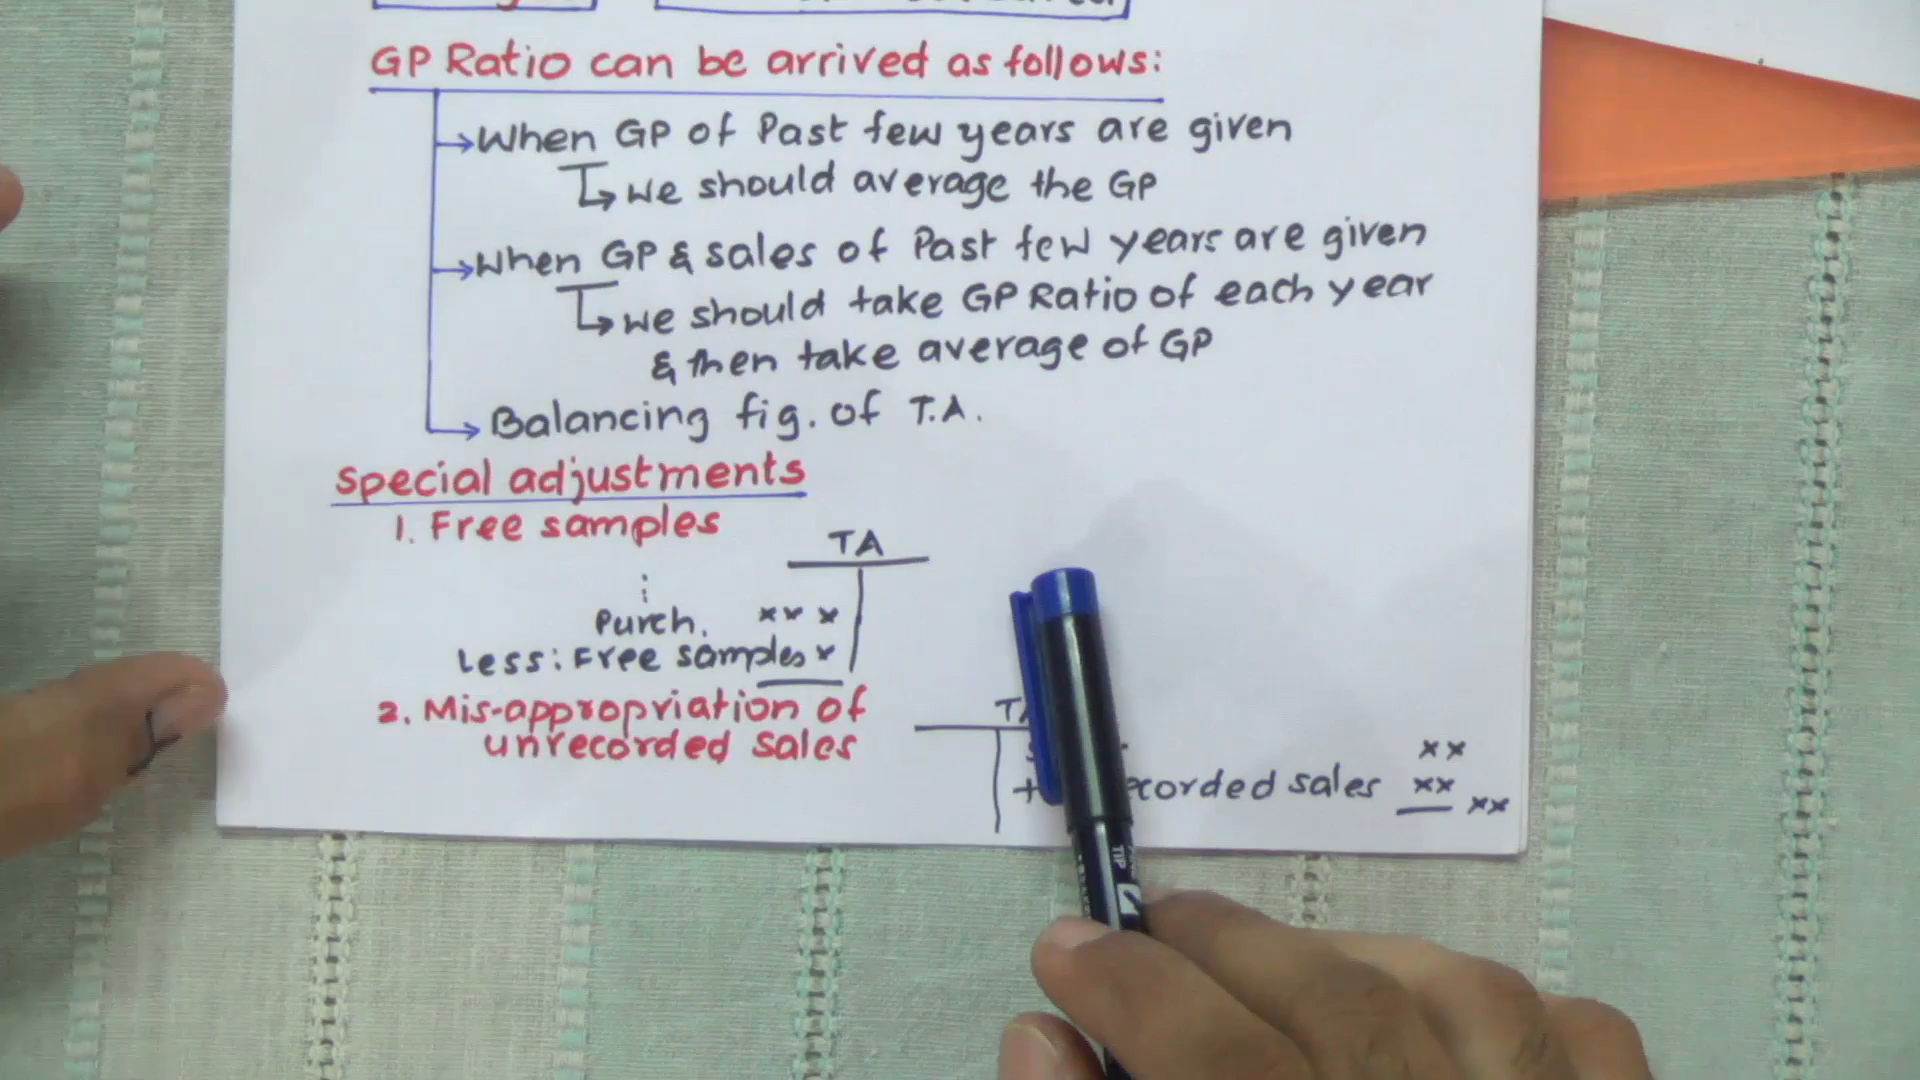 GP Ratio can be arrived as follows:
When GP of Past few years are given
we should average the GP
When GP & sales of Past few years are given
we should take GP Ratio of each year
& then take average of GP
Balancing fig. of T.A.
Special adjustments
1. Free samples
TA
Purch. xx x
Less: Free samples x
2. Mis-appropriation of
unrecorded sales
xx
+ sales xx xx
TIP